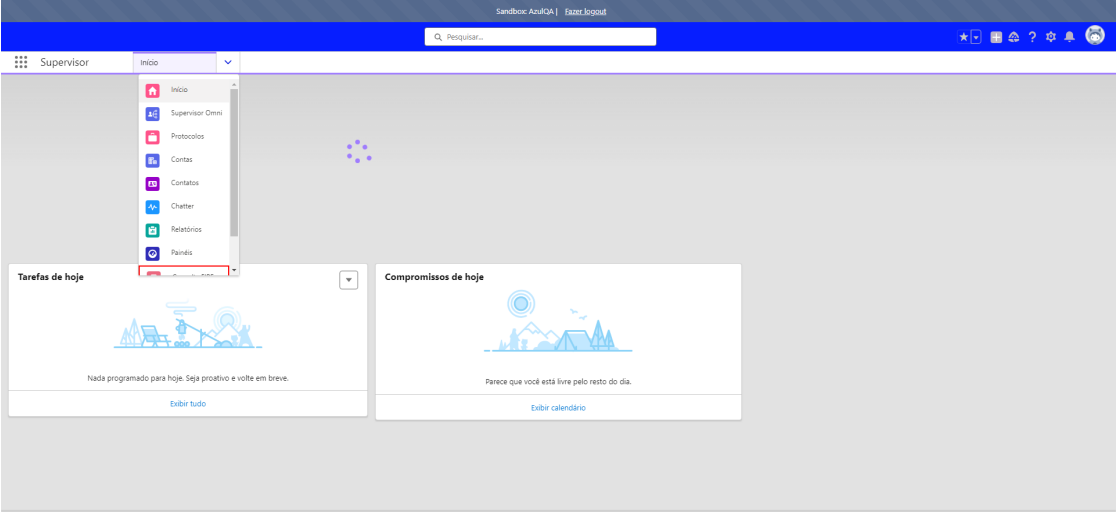 Sandbox: AzulQA | Fazer logout
Pesquisar...
Supervisor
Início
Início
Supervisor Omni
Protocolos
Contas
Contatos
Chatter
Relatórios
Painéis
Tarefas de hoje
Nada programado para hoje. Seja proativo e volte em breve.
Exibir tudo
Compromissos de hoje
Parece que você está livre pelo resto do dia.
Exibir calendário